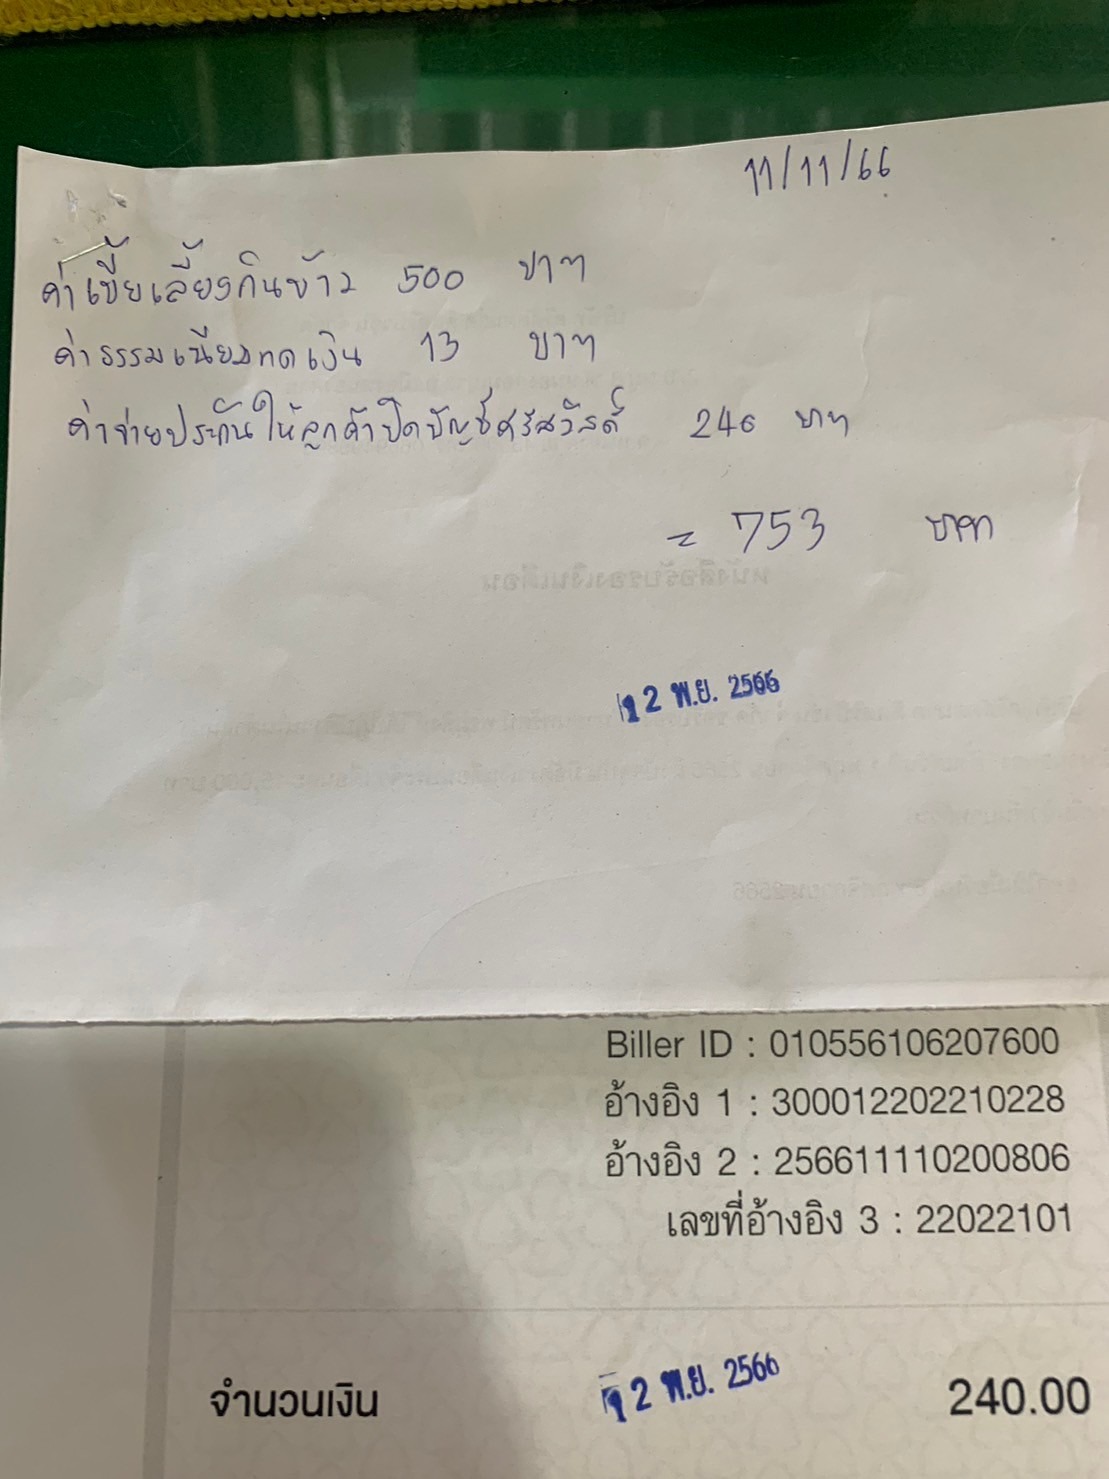 11/11/66
ค่าเบี้ยเลี้ยงกินข้าว 500 บาท
ค่าธรรมเนียมกดเงิน 13 บาท
ค่าจ่ายประกันให้ลูกค้าปิดบัญชีศรีสวัสดิ์ 240 บาท
= 753 บาท
12 พ.ย. 2566
Biller ID : 010556106207600
อ้างอิง 1 : 300012202210228
อ้างอิง 2 : 256611110200806
เลขที่อ้างอิง 3 : 22022101
จำนวนเงิน 12 พ.ย. 2566 240.00